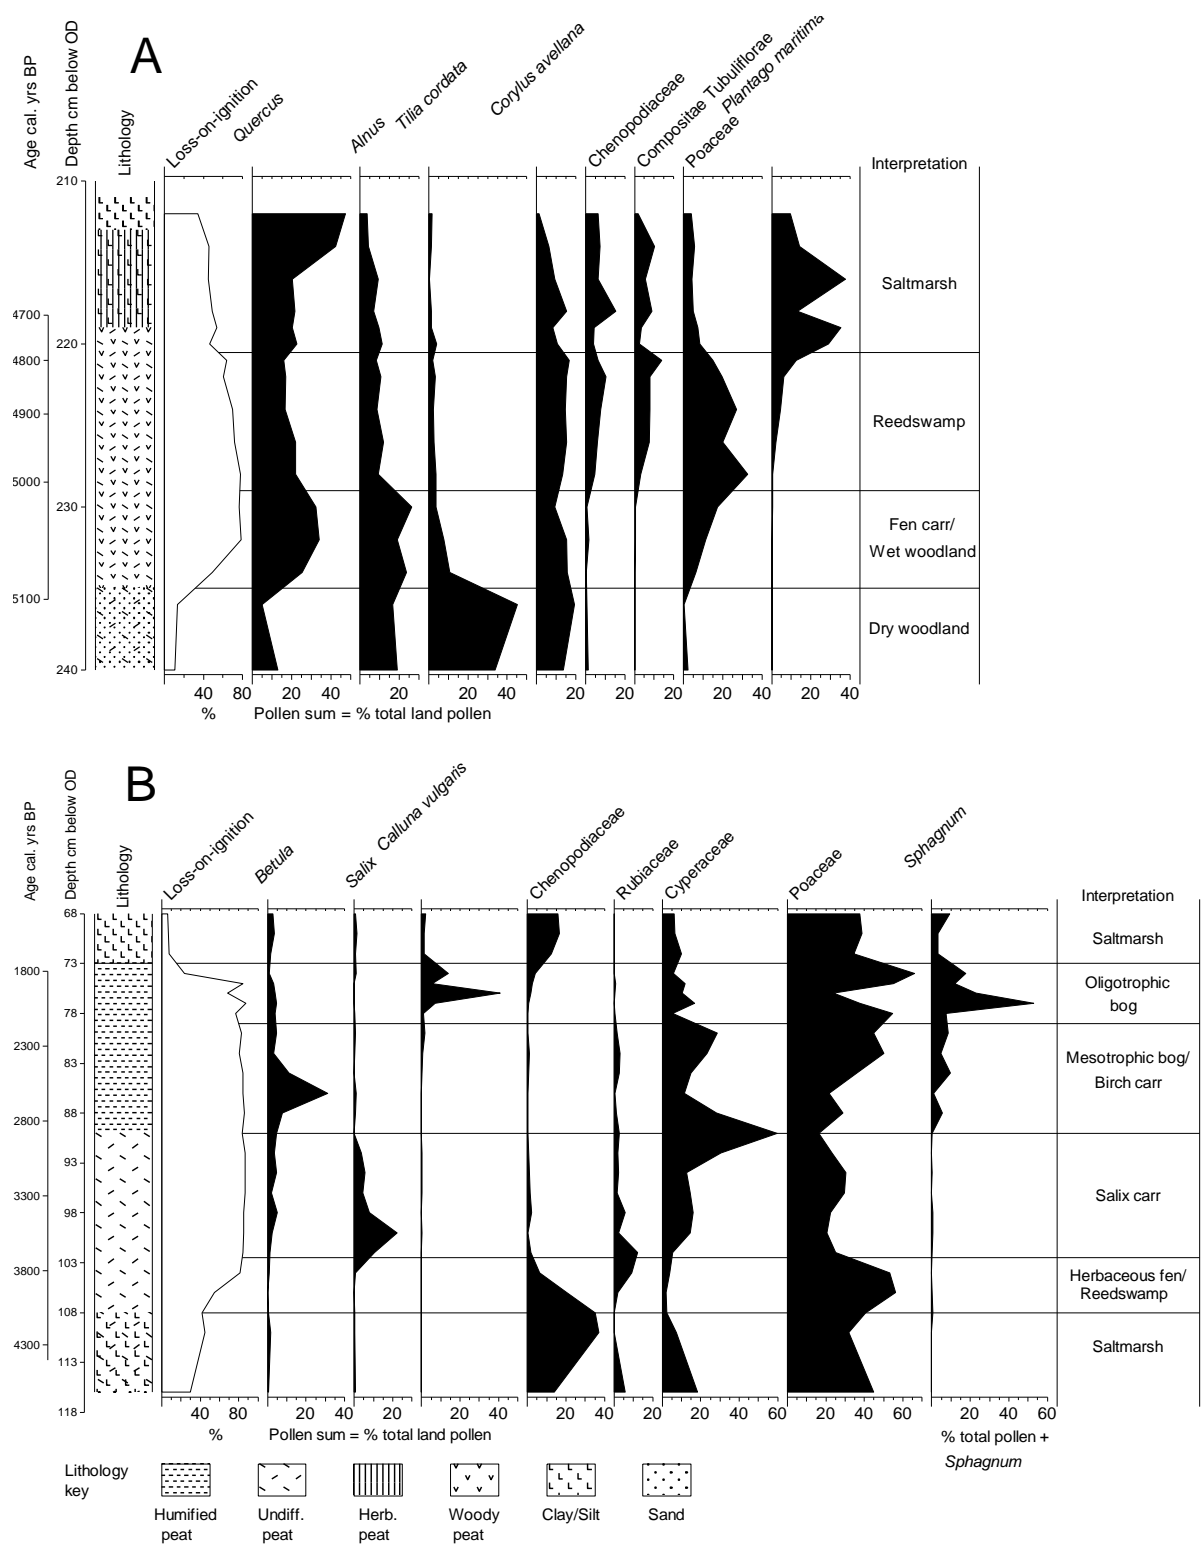 A
Age cal. yrs BP
Depth cm below OD
Lithology
Loss-on-ignition
Quercus
Alnus
Tilia cordata
Corylus avellana
Chenopodiaceae
Compositae Tubuliflorae
Poaceae
Plantago maritima
Interpretation
210
4700
220
4800
4900
5000
230
5100
240
Saltmarsh
Reedswamp
Fen carr/
Wet woodland
Dry woodland
40 80 20 40 20 20 40 20 20 20 20 40 20 40
% Pollen sum = % total land pollen
B
Age cal. yrs BP
Depth cm below OD
Lithology
Loss-on-ignition
Betula
Salix
Calluna vulgaris
Chenopodiaceae
Rubiaceae
Cyperaceae
Poaceae
Sphagnum
Interpretation
68
73
1800
78
2300
83
88
2800
93
3300
98
103
3800
108
4300
113
118
Saltmarsh
Oligotrophic
bog
Mesotrophic bog/
Birch carr
Salix carr
Herbaceous fen/
Reedswamp
Saltmarsh
40 80 20 40 20 20 40 20 40 20 20 40 60 20 40 60 20 40 60
% Pollen sum = % total land pollen % total pollen +
Sphagnum
Lithology
key
Humified
peat
Undiff.
peat
Herb.
peat
Woody
peat
Clay/Silt
Sand